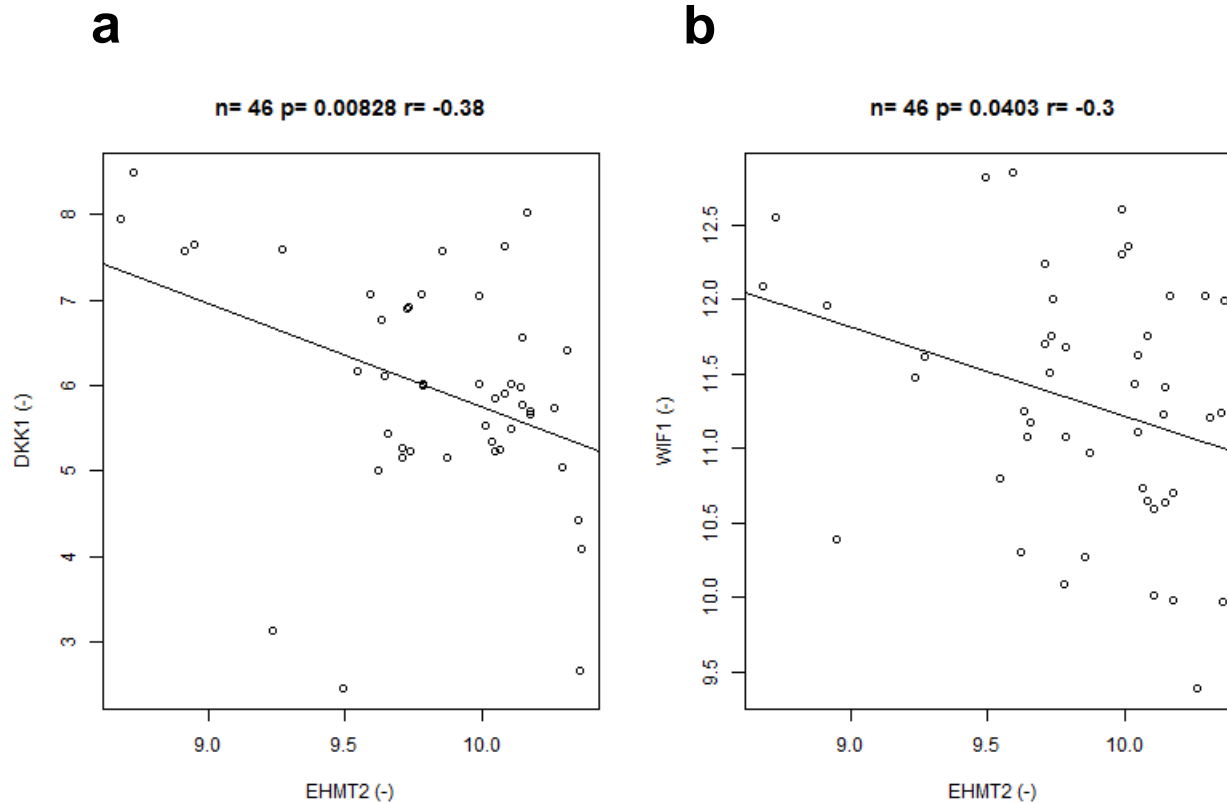 a
b
n= 46 p= 0.00828 r= -0.38
n= 46 p= 0.0403 r= -0.3
DKK1 (-)
8
7
6
5
4
3
9.0 9.5 10.0
EHMT2 (-)
WIF1 (-)
12.5
12.0
11.5
11.0
10.5
10.0
9.5
9.0 9.5 10.0
EHMT2 (-)